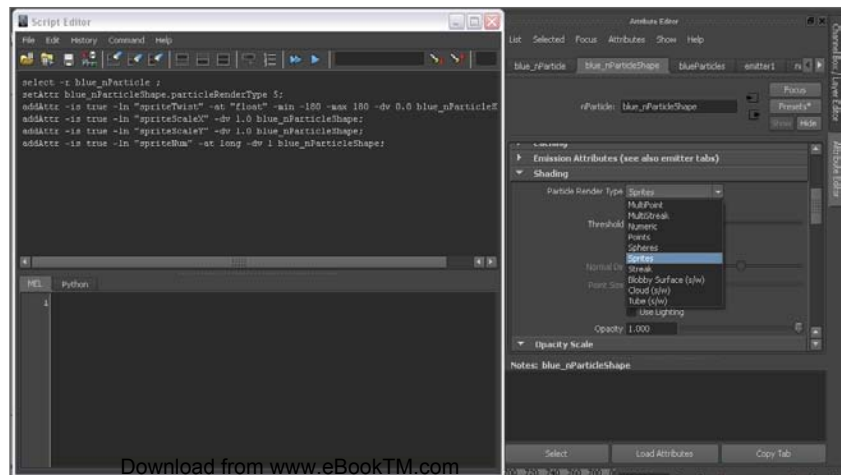 Script Editor
File Edit History Command Help
select -r blue_nParticle ;
setAttr blue_nParticleShape.particleRenderType 5;
addAttr -is true -ln "spriteTwist" -at "float" -min -180 -max 180 -dv 0.0 blue_nParticleS
addAttr -is true -ln "spriteScaleX" -dv 1.0 blue_nParticleShape;
addAttr -is true -ln "spriteScaleY" -dv 1.0 blue_nParticleShape;
addAttr -is true -ln "spriteNum" -at long -dv 1 blue_nParticleShape;
MEL Python
1
Attribute Editor
List Selected Focus Attributes Show Help
blue_nParticle blue_nParticleShape blueParticles emitter1
Focus
nParticle: blue_nParticleShape
Presets*
Show Hide
Caching
Emission Attributes (see also emitter tabs)
Shading
Particle Render Type Sprites
MultiPoint
MultiStreak
Threshold
Numeric
Points
Spheres
Sprites
Normal Dir
Streak
Blobby Surface (s/w)
Point Size
Cloud (s/w)
Tube (s/w)
Use Lighting
Opacity 1.000
Opacity Scale
Notes: blue_nParticleShape
Select Load Attributes Copy Tab
Channel Box / Layer Editor
Attribute Editor
Download from www.eBookTM.com